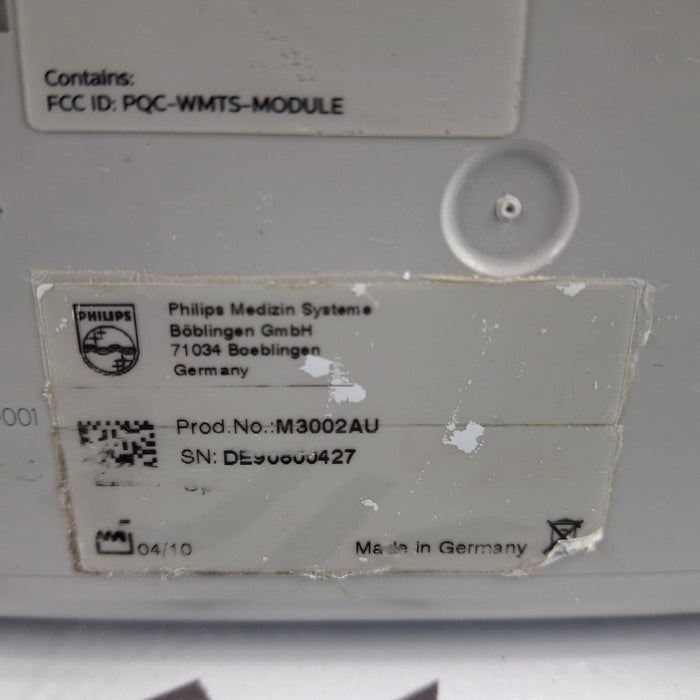 Contains:
FCC ID: PQC-WMTS-MODULE
PHILIPS
Philips Medizin Systeme
Böblingen GmbH
71034 Boeblingen
Germany
-001
Prod.No.:M3002AU
SN:
04/10
Made in Germany